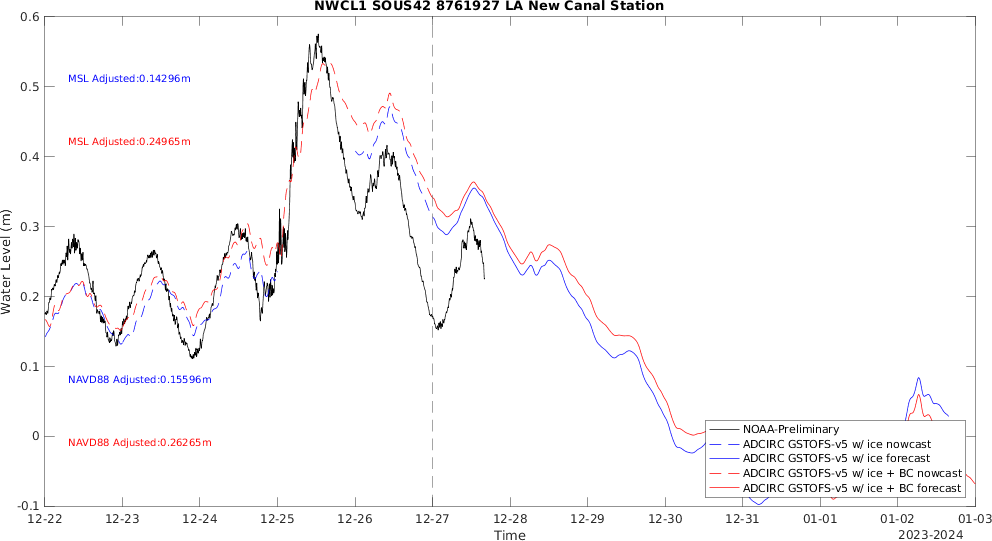 NWCL1 SOUS42 8761927 LA New Canal Station
0.6
0.5
0.4
0.3
0.2
0.1
0
-0.1
Water Level (m)
MSL Adjusted:0.14296m
MSL Adjusted:0.24965m
NAVD88 Adjusted:0.15596m
NAVD88 Adjusted:0.26265m
NOAA-Preliminary
ADCIRC GSTOFS-v5 w/ ice nowcast
ADCIRC GSTOFS-v5 w/ ice forecast
ADCIRC GSTOFS-v5 w/ ice + BC nowcast
ADCIRC GSTOFS-v5 w/ ice + BC forecast
12-22 12-23 12-24 12-25 12-26 12-27 12-28 12-29 12-30 12-31 01-01 01-02 01-03
Time
2023-2024